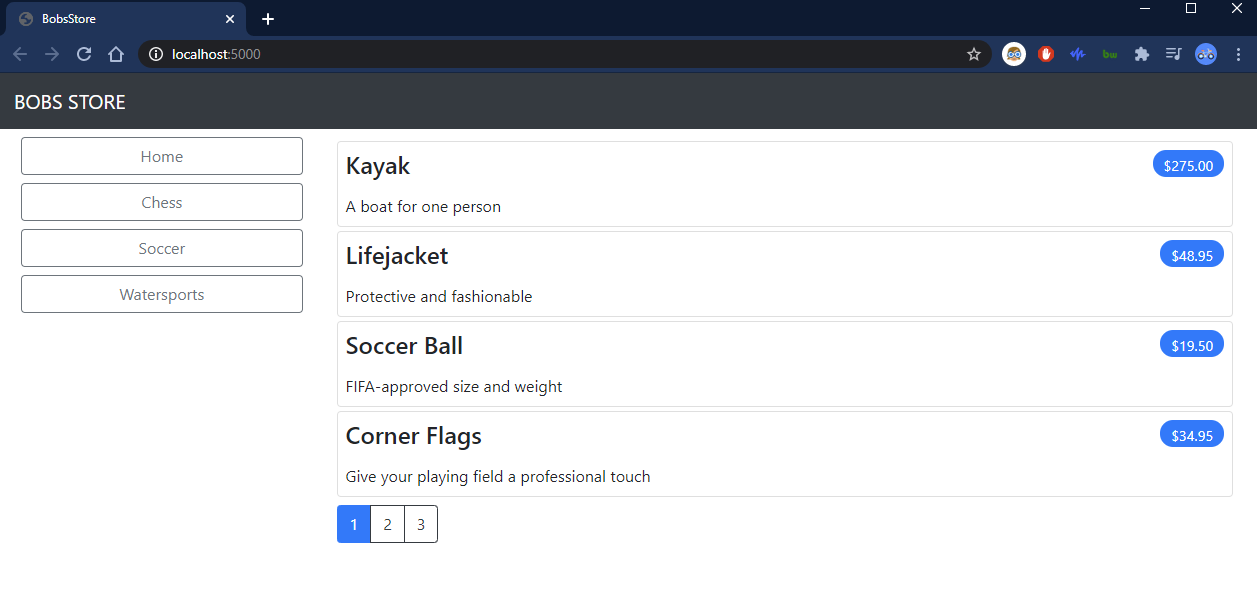 BobsStore
localhost:5000
bw
BOBS STORE
Home
Chess
Soccer
Watersports
Kayak
$275.00
A boat for one person
Lifejacket
$48.95
Protective and fashionable
Soccer Ball
$19.50
FIFA-approved size and weight
Corner Flags
$34.95
Give your playing field a professional touch
1 2 3